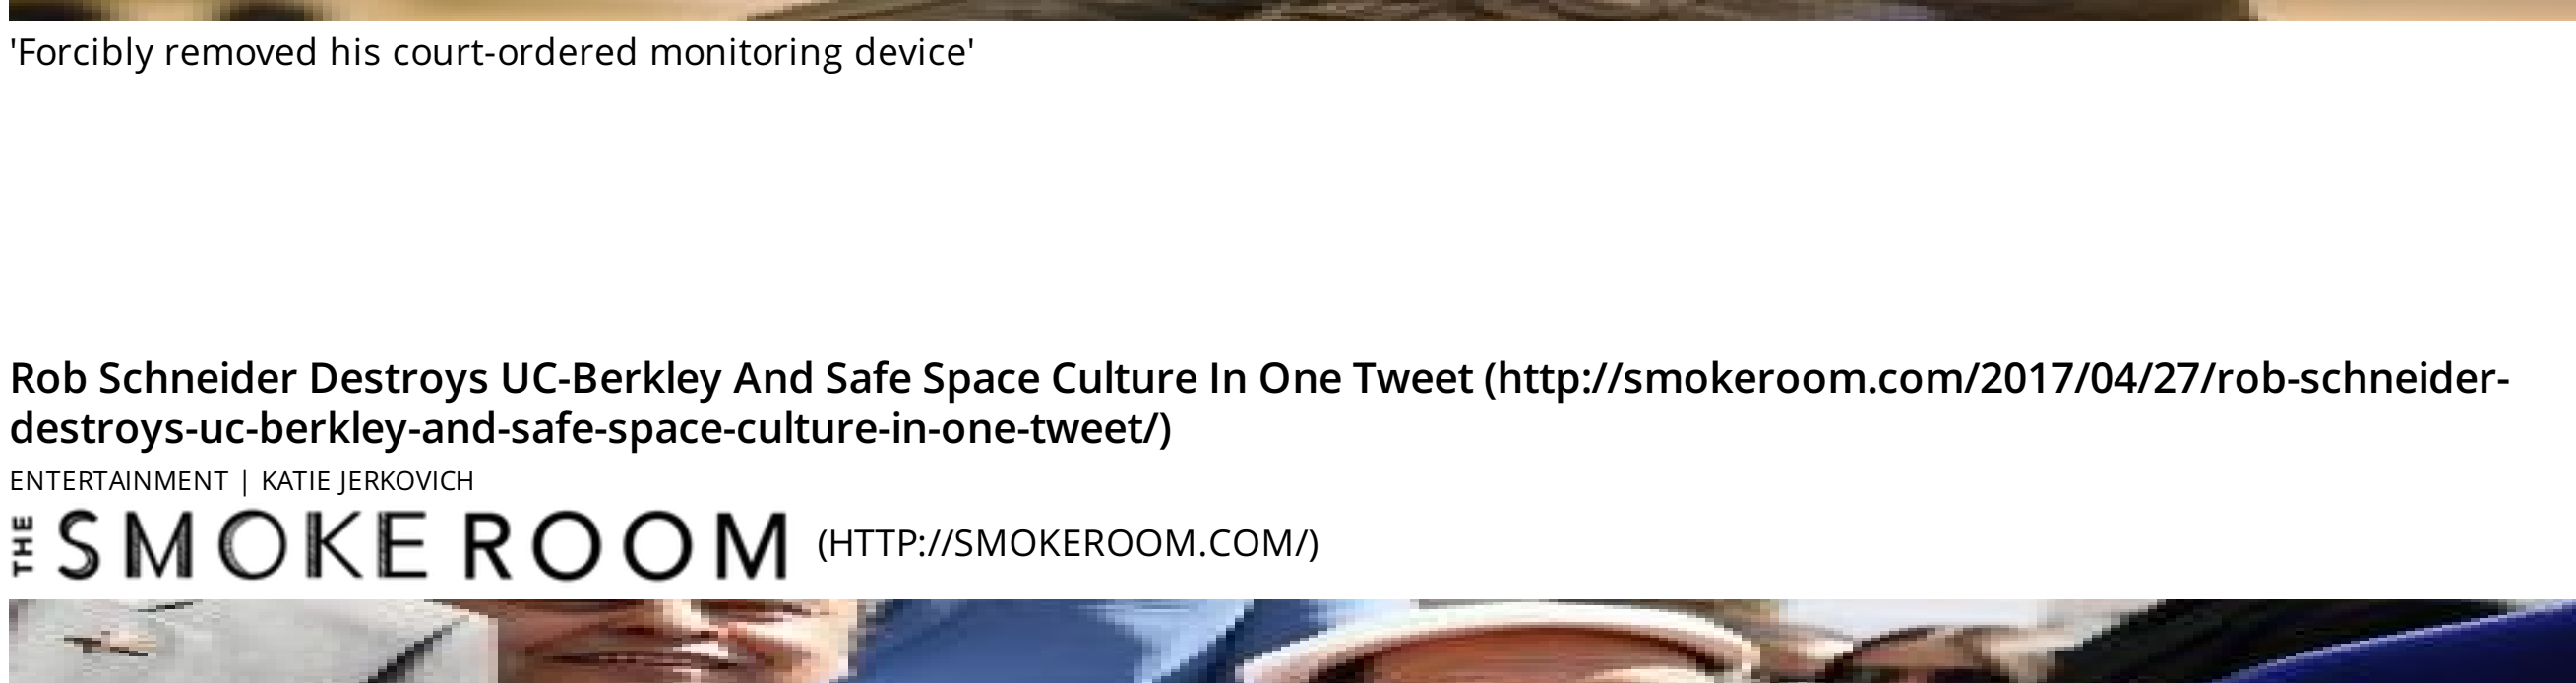 'Forcibly removed his court-ordered monitoring device'
Rob Schneider Destroys UC-Berkley And Safe Space Culture In One Tweet (http://smokeroom.com/2017/04/27/rob-schneider-
destroys-uc-berkley-and-safe-space-culture-in-one-tweet/)
ENTERTAINMENT | KATIE JERKOVICH
THE SMOKE ROOM (HTTP://SMOKEROOM.COM/)